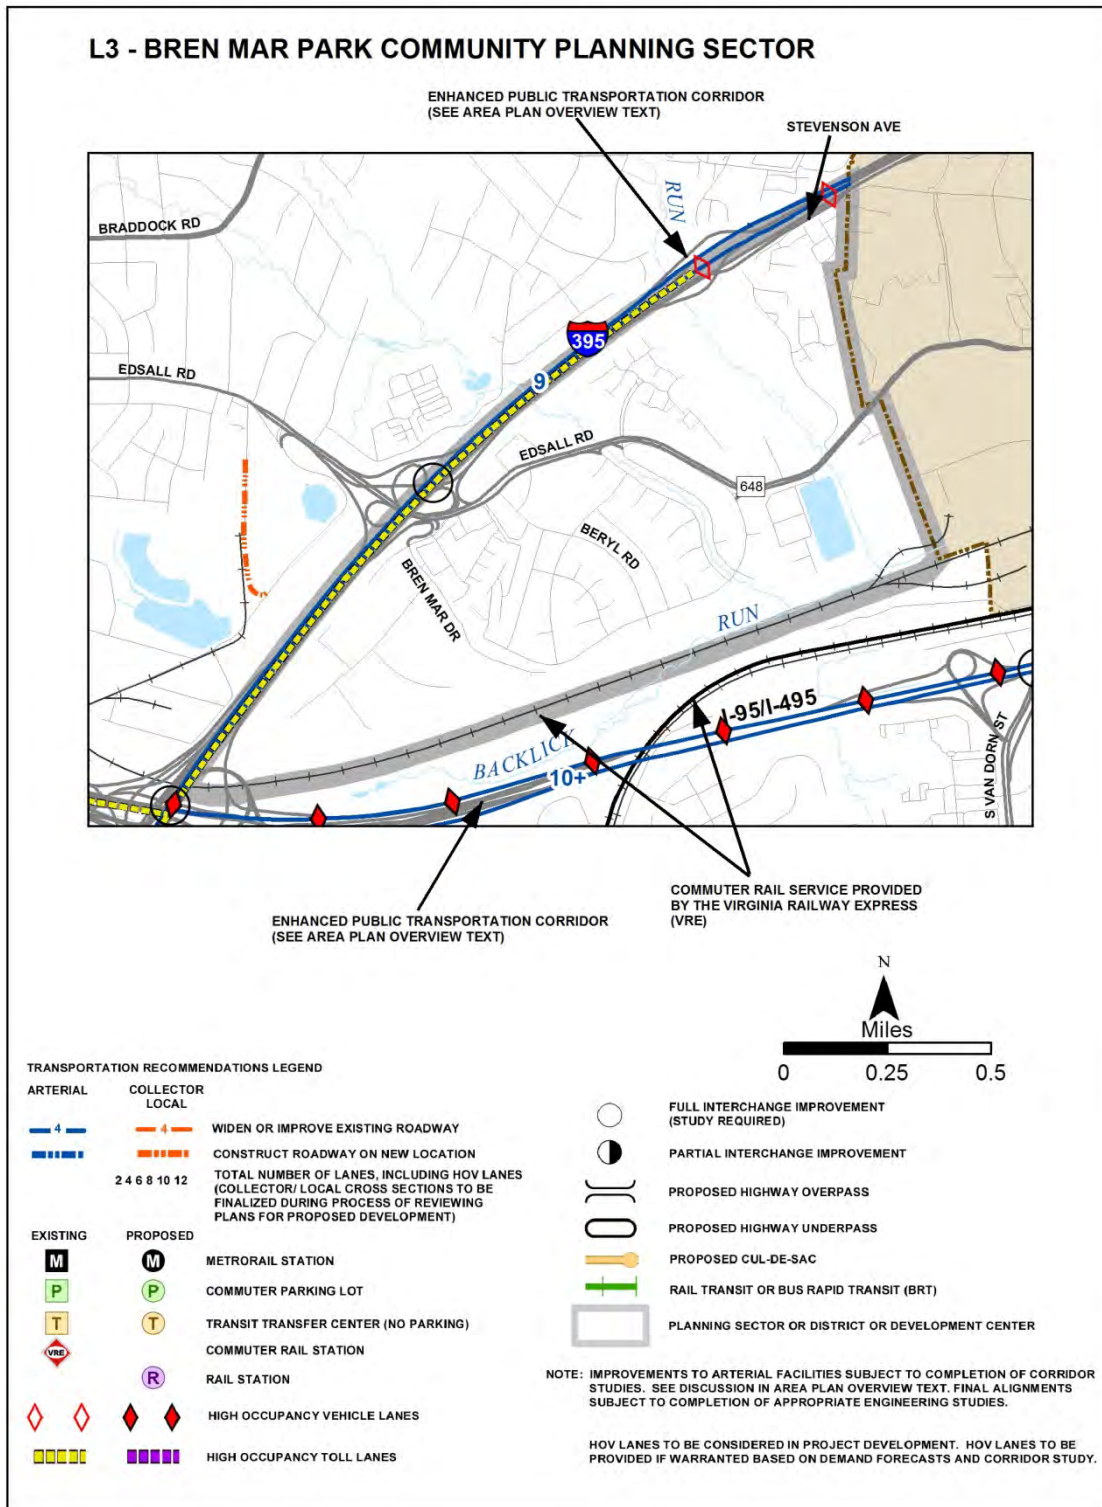 L3 - BREN MAR PARK COMMUNITY PLANNING SECTOR
ENHANCED PUBLIC TRANSPORTATION CORRIDOR
(SEE AREA PLAN OVERVIEW TEXT)
STEVENSON AVE
RUN
BRADDOCK RD
395
EDSALL RD
9
EDSALL RD
648
BERYL RD
BREN MAR DR
RUN
I-95/I-495
BACKLICK
10+
S VAN DORN ST
COMMUTER RAIL SERVICE PROVIDED
BY THE VIRGINIA RAILWAY EXPRESS
(VRE)
ENHANCED PUBLIC TRANSPORTATION CORRIDOR
(SEE AREA PLAN OVERVIEW TEXT)
N
Miles
0 0.25 0.5
TRANSPORTATION RECOMMENDATIONS LEGEND
ARTERIAL COLLECTOR
LOCAL
4 4 WIDEN OR IMPROVE EXISTING ROADWAY
CONSTRUCT ROADWAY ON NEW LOCATION
2 4 6 8 10 12 TOTAL NUMBER OF LANES, INCLUDING HOV LANES
(COLLECTOR/ LOCAL CROSS SECTIONS TO BE
FINALIZED DURING PROCESS OF REVIEWING
PLANS FOR PROPOSED DEVELOPMENT)
EXISTING PROPOSED
M M METRORAIL STATION
P P COMMUTER PARKING LOT
T T TRANSIT TRANSFER CENTER (NO PARKING)
VRE COMMUTER RAIL STATION
R RAIL STATION
HIGH OCCUPANCY VEHICLE LANES
HIGH OCCUPANCY TOLL LANES
FULL INTERCHANGE IMPROVEMENT
(STUDY REQUIRED)
PARTIAL INTERCHANGE IMPROVEMENT
PROPOSED HIGHWAY OVERPASS
PROPOSED HIGHWAY UNDERPASS
PROPOSED CUL-DE-SAC
RAIL TRANSIT OR BUS RAPID TRANSIT (BRT)
PLANNING SECTOR OR DISTRICT OR DEVELOPMENT CENTER
NOTE: IMPROVEMENTS TO ARTERIAL FACILITIES SUBJECT TO COMPLETION OF CORRIDOR
STUDIES. SEE DISCUSSION IN AREA PLAN OVERVIEW TEXT. FINAL ALIGNMENTS
SUBJECT TO COMPLETION OF APPROPRIATE ENGINEERING STUDIES.
HOV LANES TO BE CONSIDERED IN PROJECT DEVELOPMENT. HOV LANES TO BE
PROVIDED IF WARRANTED BASED ON DEMAND FORECASTS AND CORRIDOR STUDY.